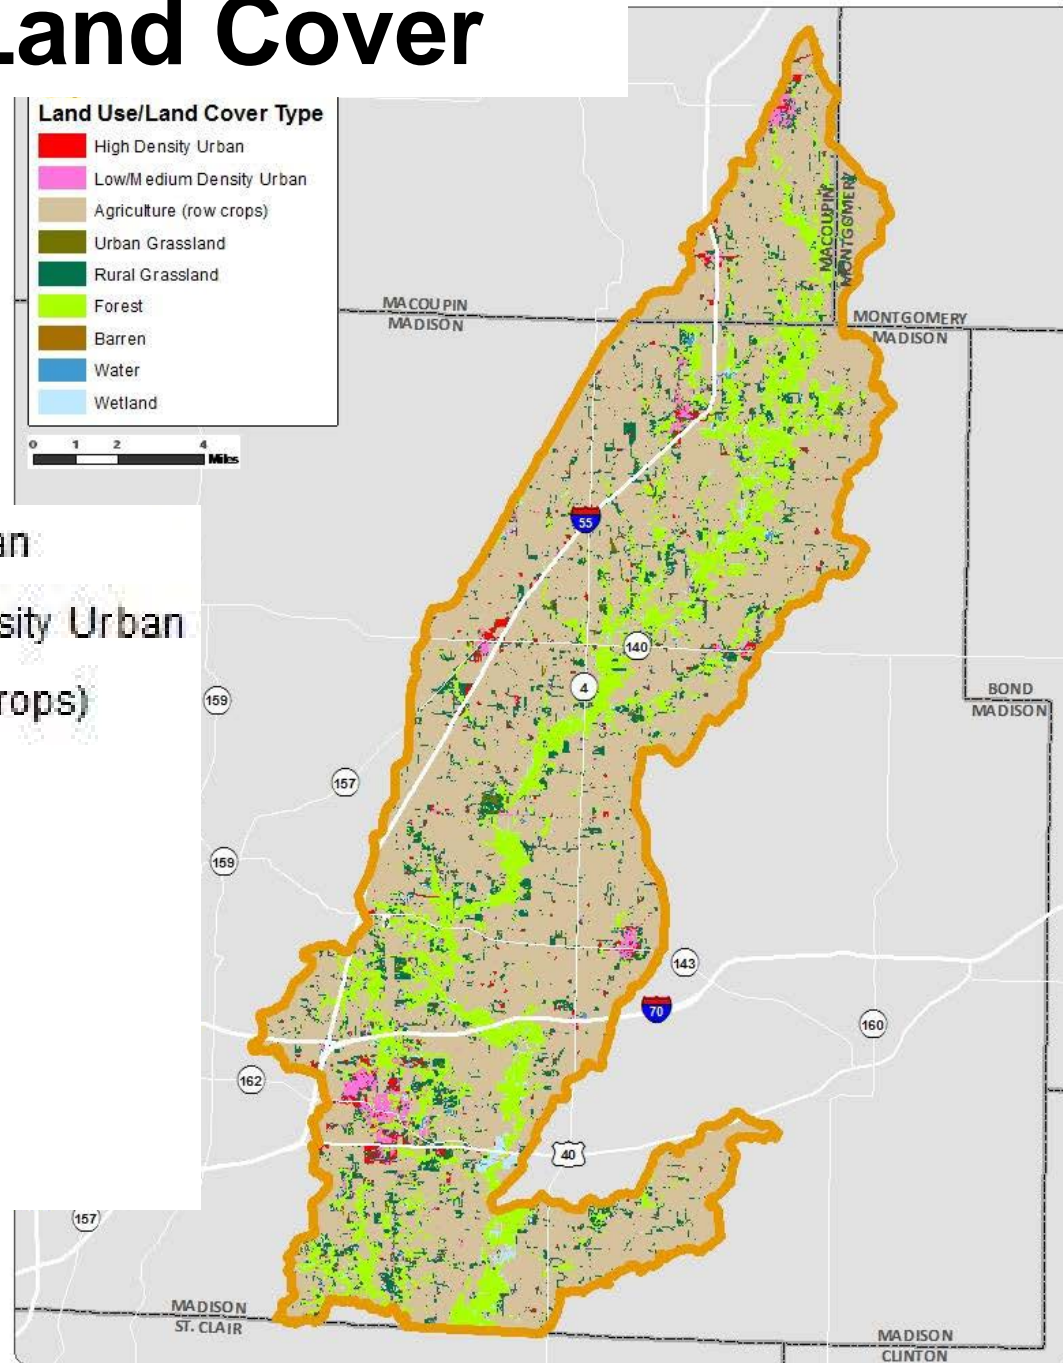 Land Cover
Land Use/Land Cover Type
High Density Urban
Low/Medium Density Urban
Agriculture (row crops)
Urban Grassland
Rural Grassland
Forest
Barren
Water
Wetland
0 1 2 4
Miles
an
sity Urban
rops)
MACOUPIN
MONTGOMERY
MACOUPIN
MADISON
MONTGOMERY
MADISON
55
140
4
159
BOND
MADISON
157
159
143
70
160
162
40
157
MADISON
ST. CLAIR
MADISON
CLINTON